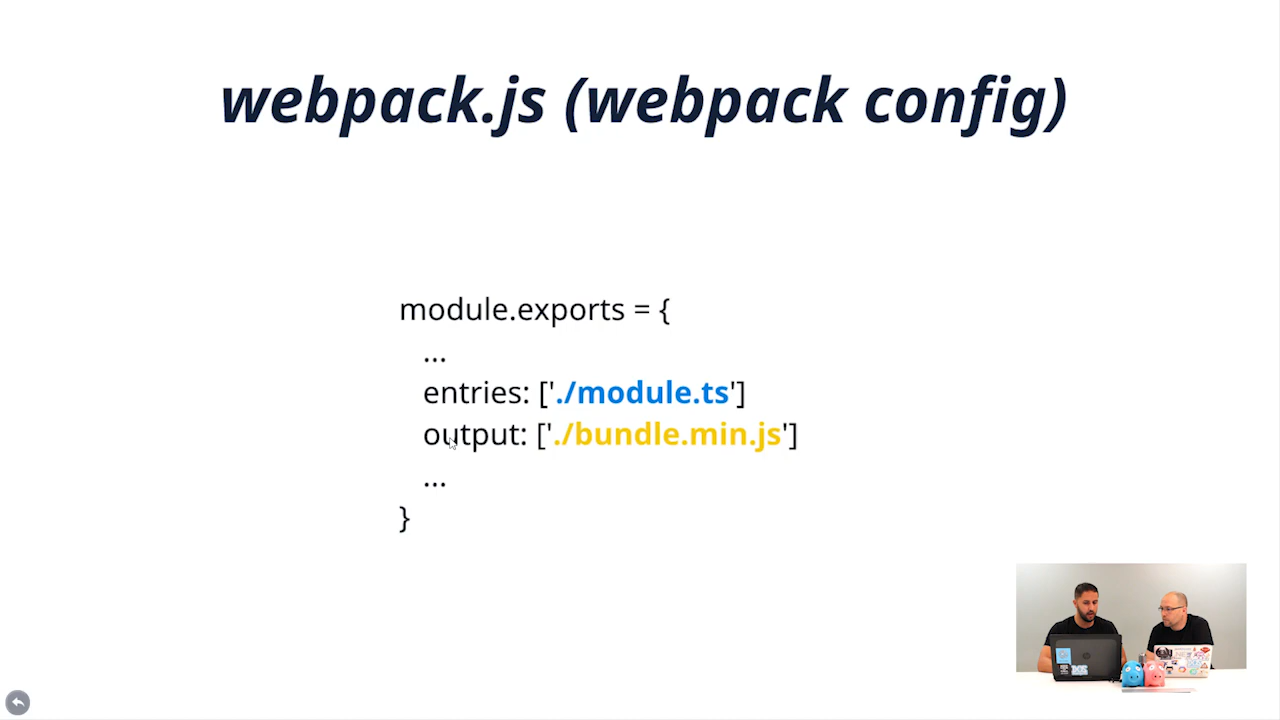 webpack.js (webpack config)
module.exports = {
...
entries: ['./module.ts']
output: ['./bundle.min.js']
...
}